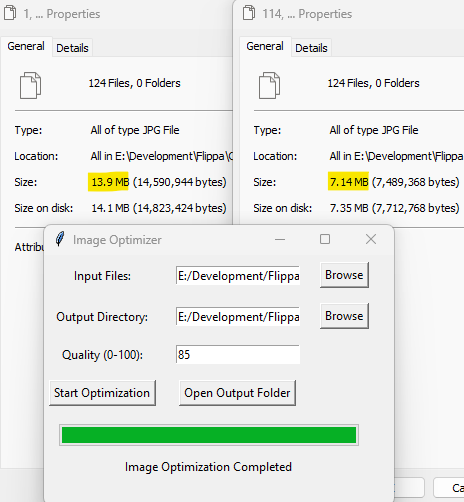 1, ... Properties
General
Details
124 Files, 0 Folders
Type:
All of type JPG File
Location:
All in E:\Development\Flippa\
Size:
13.9 MB (14,590,944 bytes)
Size on disk:
14.1 MB (14,823,424 bytes)
114, ... Properties
General
Details
124 Files, 0 Folders
Type:
All of type JPG File
Location:
All in E:\Development\Flippa
Size:
7.14 MB (7,489,368 bytes)
Size on disk:
7.35 MB (7,712,768 bytes)
Image Optimizer
Input Files:
E:/Development/Flippa
Browse
Output Directory:
E:/Development/Flippa
Browse
Quality (0-100):
85
Start Optimization
Open Output Folder
Image Optimization Completed